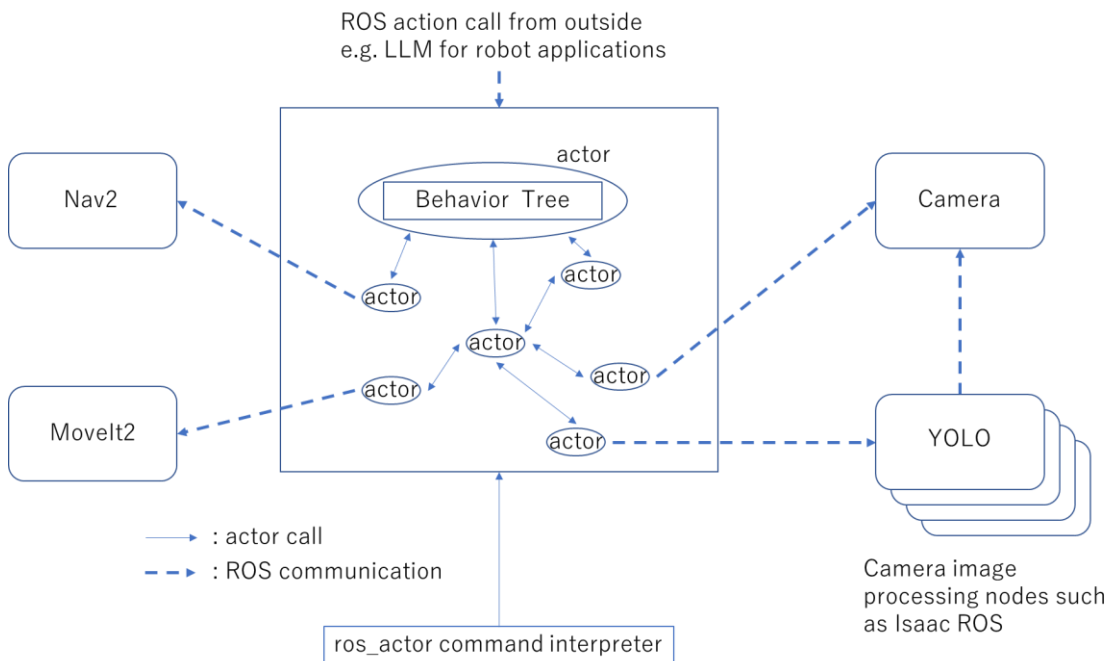 ROS action call from outside
e.g. LLM for robot applications
actor
Nav2
Behavior Tree
Camera
actor
actor
actor
actor
actor
MoveIt2
actor
YOLO
: actor call
: ROS communication
Camera image
processing nodes such
as Isaac ROS
ros_actor command interpreter